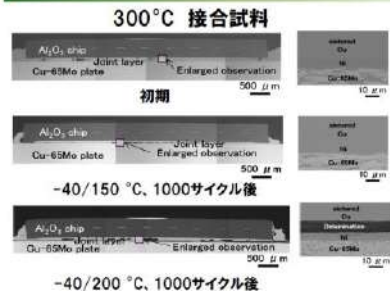 300°C 接合試料
Al₂O₃ chip
Joint layer
Cu-65Mo plate
Enlarged observation
500 μm
sintered
Cu
Ni
Cu-65Mo
10 μm
初期
Al₂O₃ chip
Joint layer
Cu-65Mo plate
Enlarged observation
500 μm
sintered
Cu
Ni
Cu-65Mo
10 μm
-40/150 °C、1000サイクル後
Al₂O₃ chip
Joint layer
Cu-65Mo plate
Enlarged observation
500 μm
sintered
Cu
Delamination
Ni
Cu-65Mo
10 μm
-40/200 °C、1000サイクル後